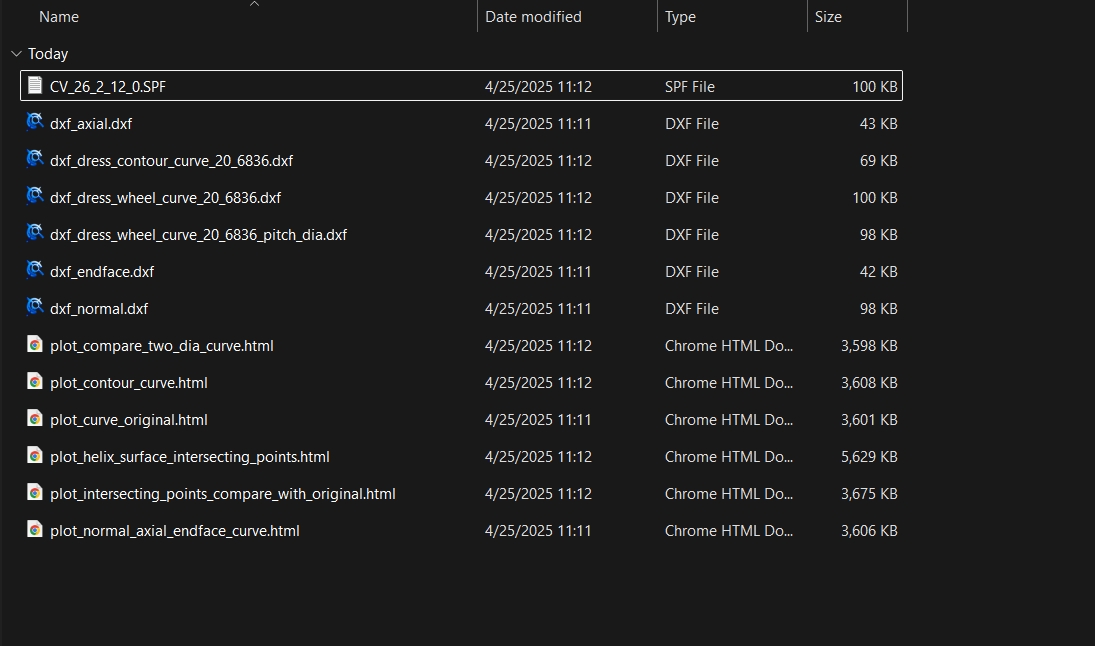 Name Date modified Type Size
Today
CV_26_2_12_0.SPF 4/25/2025 11:12 SPF File 100 KB
dxf_axial.dxf 4/25/2025 11:11 DXF File 43 KB
dxf_dress_contour_curve_20_6836.dxf 4/25/2025 11:12 DXF File 69 KB
dxf_dress_wheel_curve_20_6836.dxf 4/25/2025 11:12 DXF File 100 KB
dxf_dress_wheel_curve_20_6836_pitch_dia.dxf 4/25/2025 11:12 DXF File 98 KB
dxf_endface.dxf 4/25/2025 11:11 DXF File 42 KB
dxf_normal.dxf 4/25/2025 11:11 DXF File 98 KB
plot_compare_two_dia_curve.html 4/25/2025 11:12 Chrome HTML Do... 3,598 KB
plot_contour_curve.html 4/25/2025 11:12 Chrome HTML Do... 3,608 KB
plot_curve_original.html 4/25/2025 11:11 Chrome HTML Do... 3,601 KB
plot_helix_surface_intersecting_points.html 4/25/2025 11:12 Chrome HTML Do... 5,629 KB
plot_intersecting_points_compare_with_original.html 4/25/2025 11:12 Chrome HTML Do... 3,675 KB
plot_normal_axial_endface_curve.html 4/25/2025 11:11 Chrome HTML Do... 3,606 KB